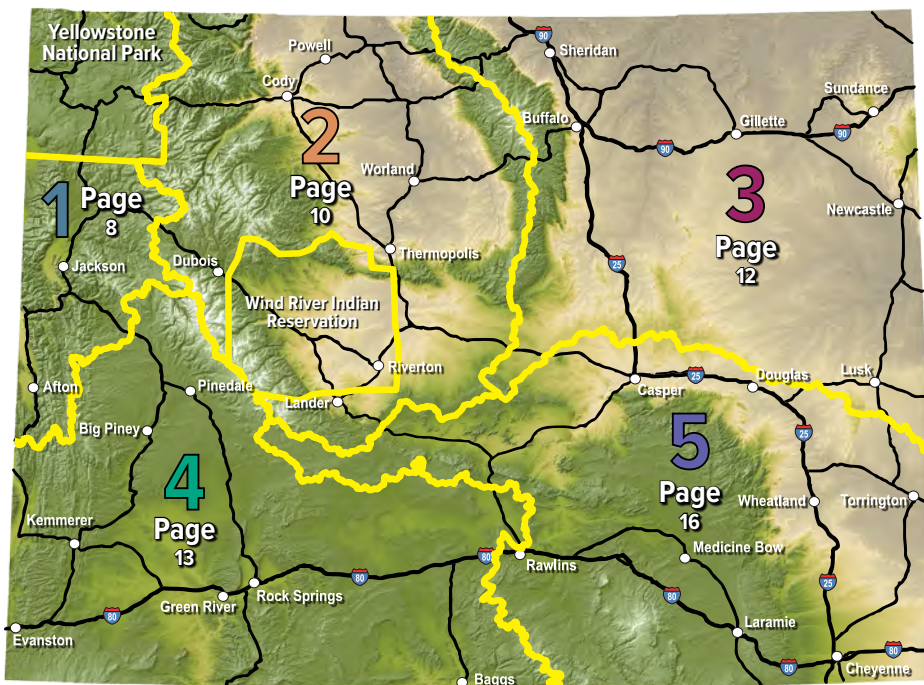 Yellowstone
National Park
Powell
90
Sheridan
Cody
Sundance
2
Buffalo
Gillette
90
90
Worland
Page
10
1
Page
8
3
Page
12
Newcastle
Thermopolis
Dubois
Jackson
25
Wind River Indian
Reservation
Riverton
Afton
Pinedale
Lander
Casper
25
Douglas
Lusk
Big Piney
5
Page
16
25
4
Page
13
Wheatland
Torrington
Kemmerer
Medicine Bow
80
Rawlins
80
Rock Springs
Green River
80
80
25
Evanston
Laramie
80
80
Cheyenne
Baggs